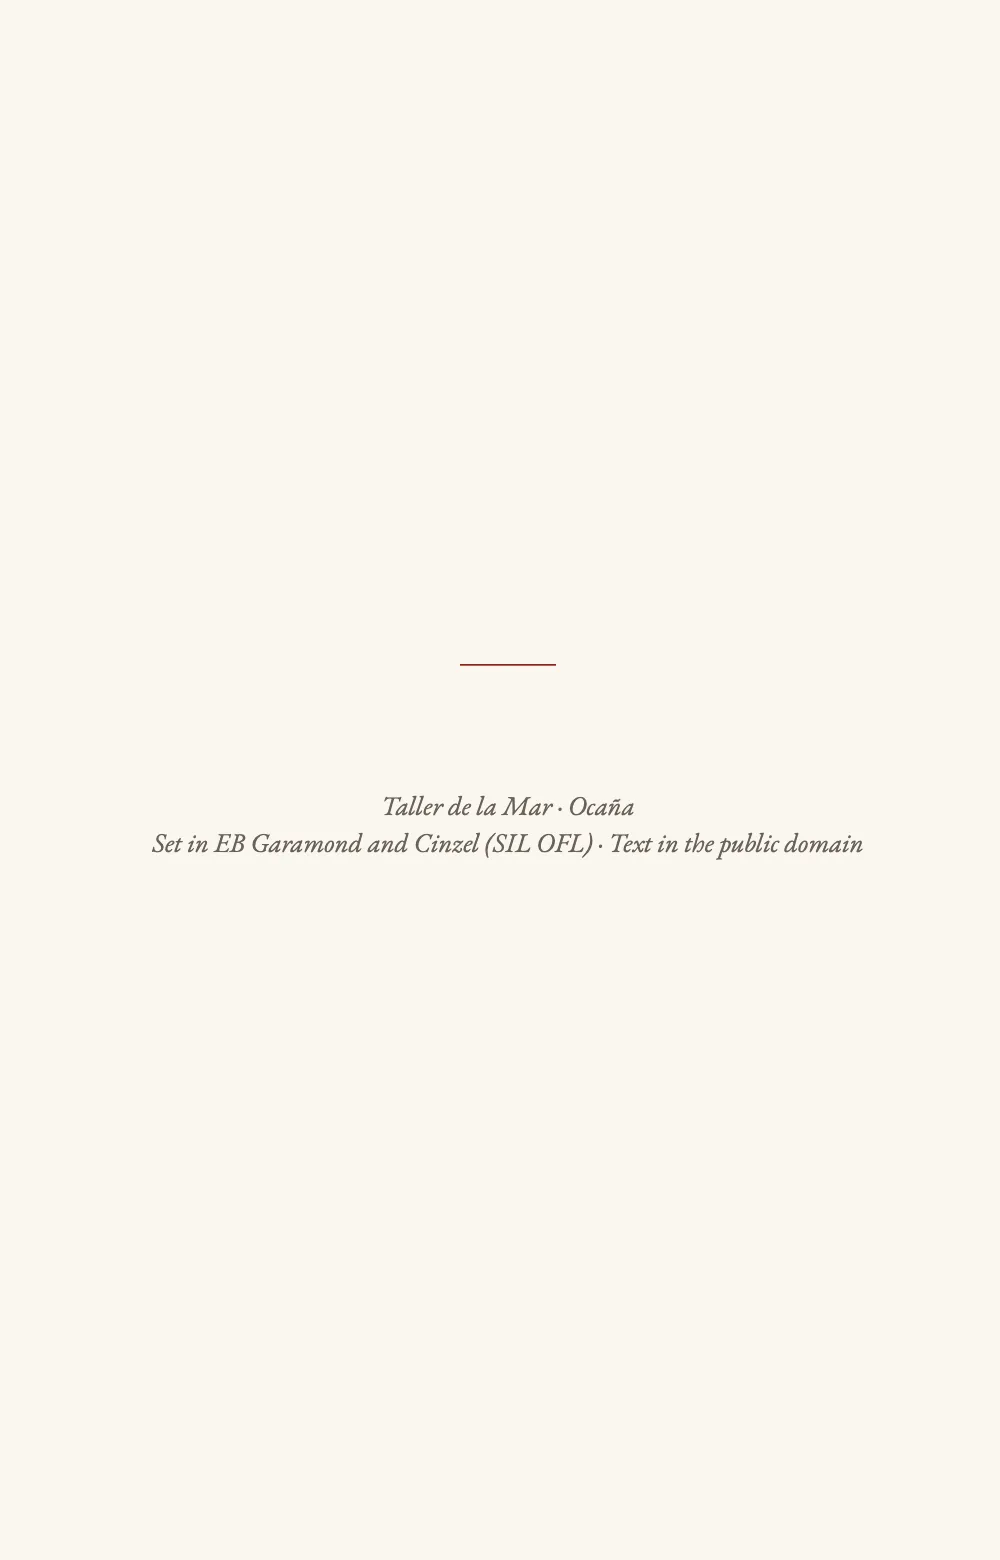 Taller de la Mar · Ocaña
Set in EB Garamond and Cinzel (SIL OFL) · Text in the public domain